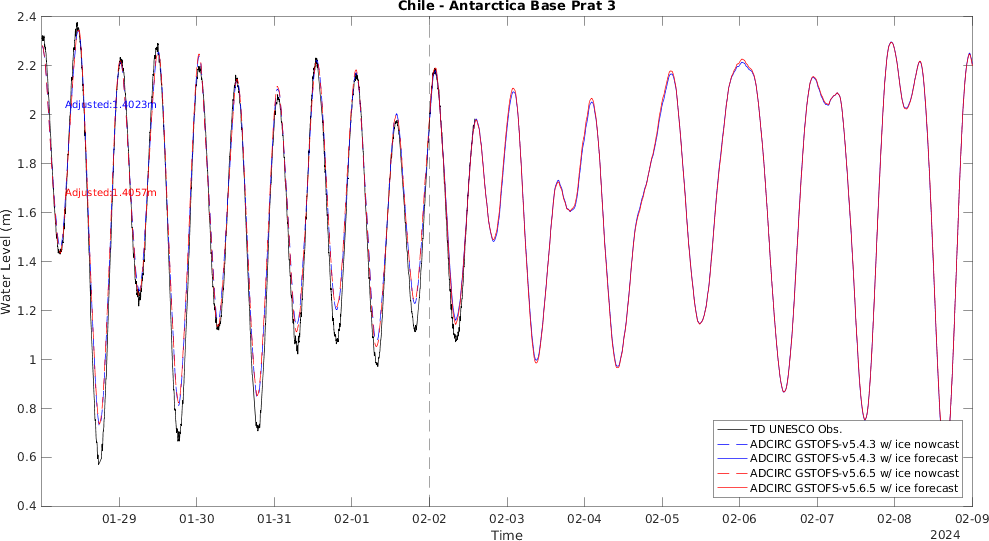 Chile - Antarctica Base Prat 3
2.4
2.2
2
1.8
1.6
1.4
1.2
1
0.8
0.6
0.4
Water Level (m)
Adjusted:1.4023m
Adjusted:1.4057m
TD UNESCO Obs.
ADCIRC GSTOFS-v5.4.3 w/ ice nowcast
ADCIRC GSTOFS-v5.4.3 w/ ice forecast
ADCIRC GSTOFS-v5.6.5 w/ ice nowcast
ADCIRC GSTOFS-v5.6.5 w/ ice forecast
01-29 01-30 01-31 02-01 02-02 02-03 02-04 02-05 02-06 02-07 02-08 02-09
Time
2024